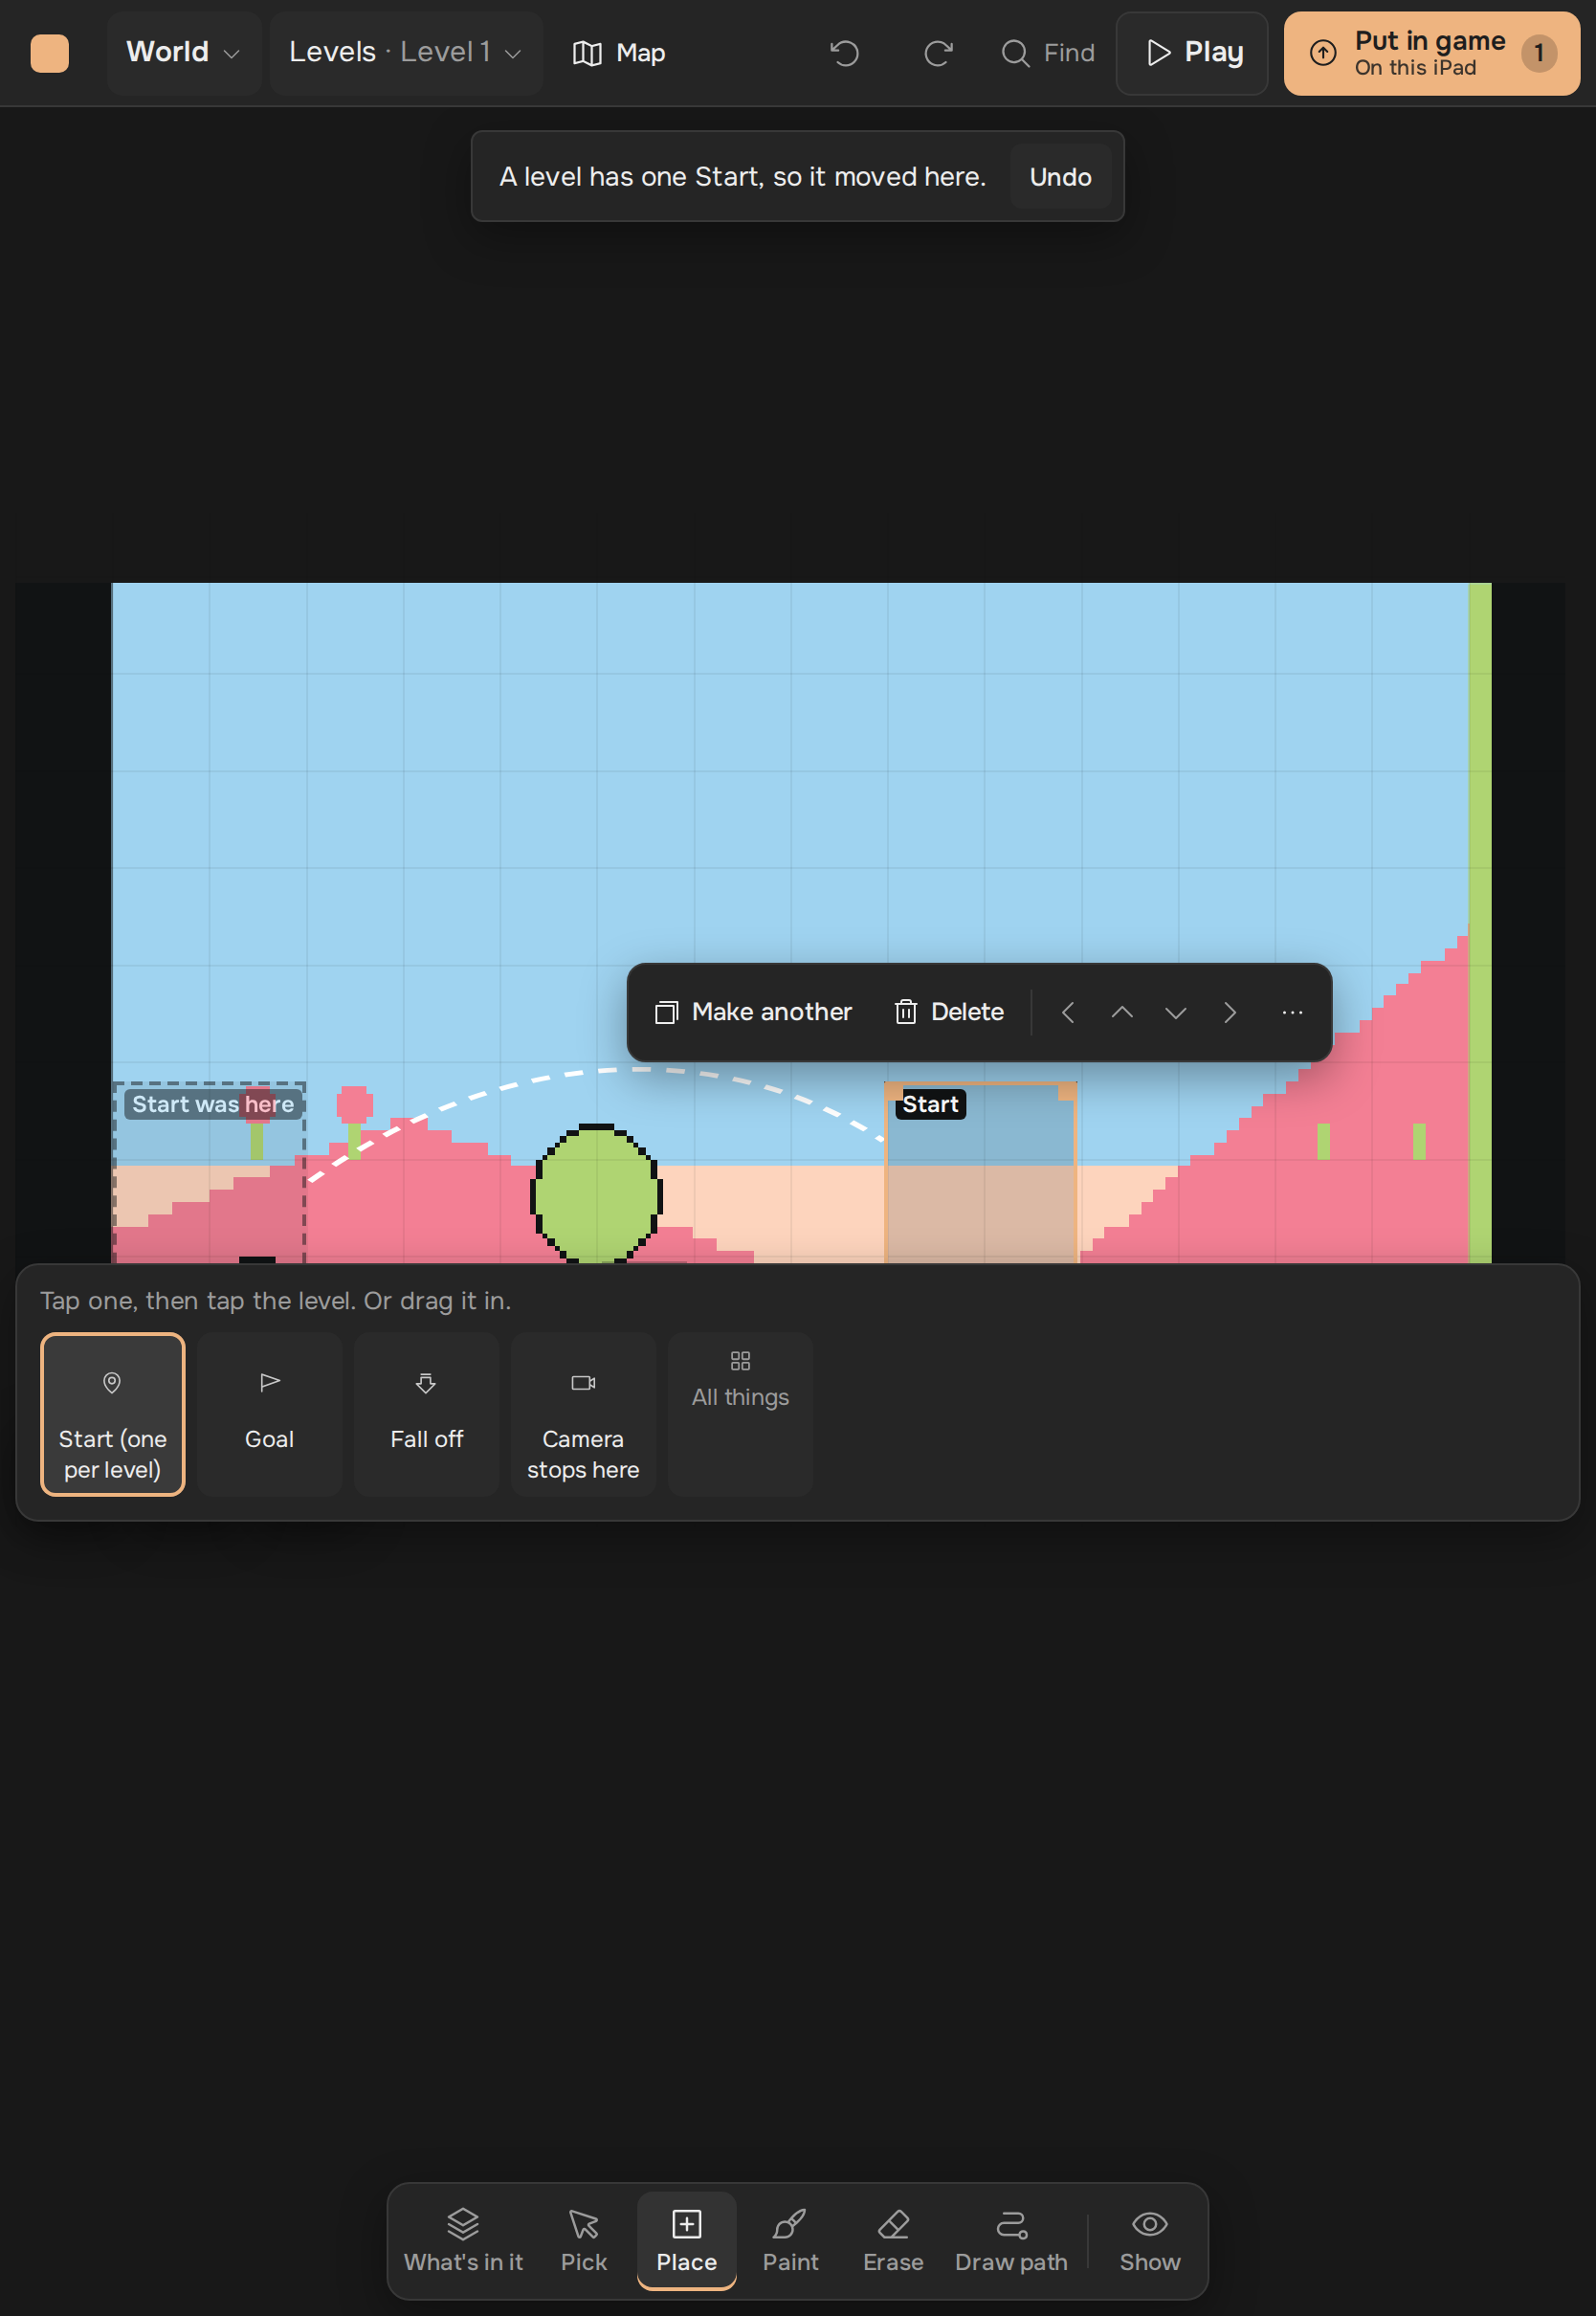 World
Levels · Level 1
Map
Find
Play
Put in game
On this iPad
1
A level has one Start, so it moved here.
Undo
Make another
Delete
Start was here
Start
Tap one, then tap the level. Or drag it in.
Start (one
per level)
Goal
Fall off
Camera
stops here
All things
What's in it
Pick
Place
Paint
Erase
Draw path
Show